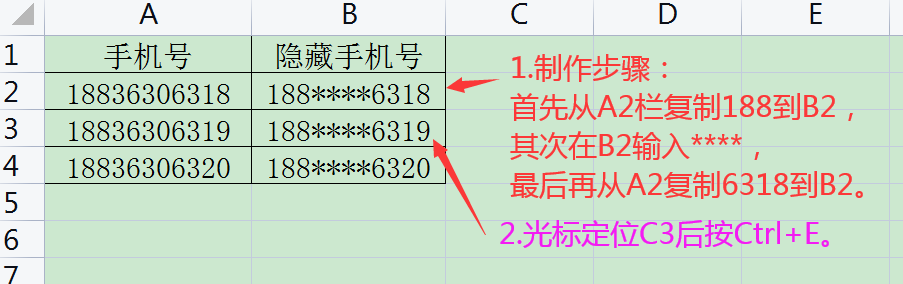 A B C D E
1 手机号 隐藏手机号
2 18836306318 188****6318
3 18836306319 188****6319
4 18836306320 188****6320
5
6
7
1.制作步骤：
首先从A2栏复制188到B2，
其次在B2输入****，
最后再从A2复制6318到B2。
2.光标定位C3后按Ctrl+E。